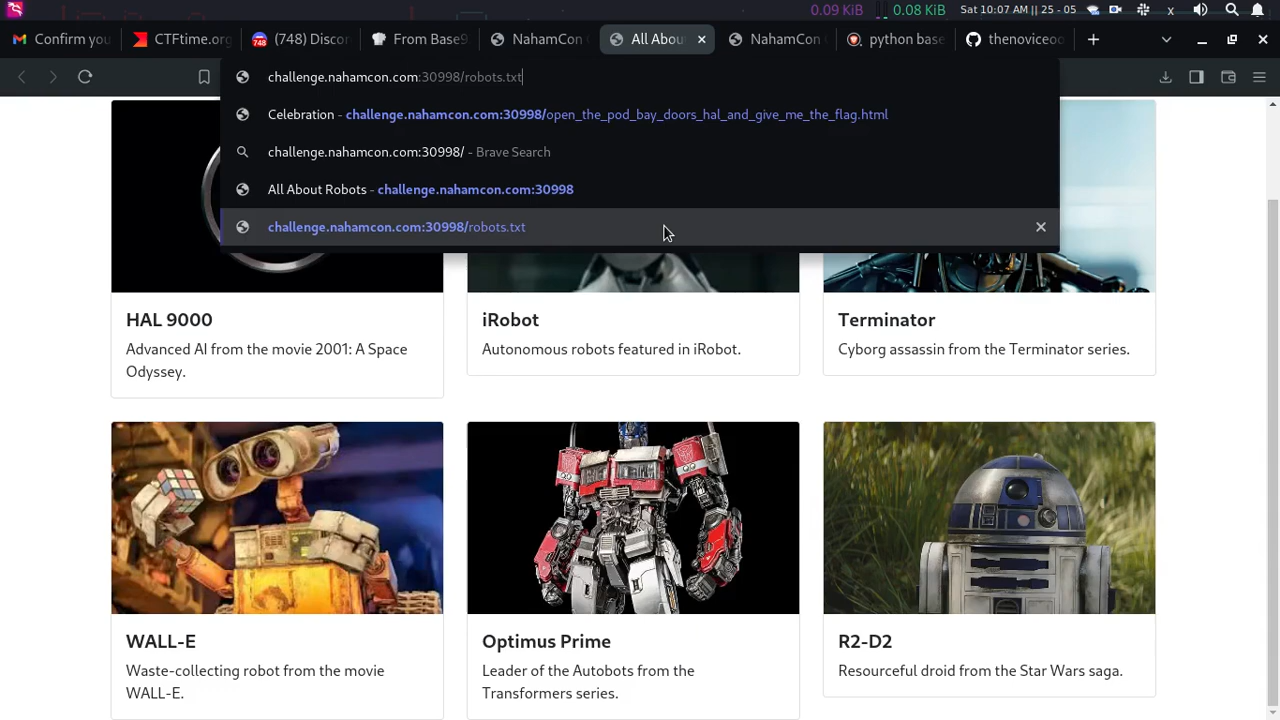 0.09 KiB 0.08 KiB Sat 10:07 AM || 25 - 05
Confirm you CTFtime.org (748) Disco From Base9 NahamCon All Abou NahamCon python base thenoviceoo
challenge.nahamcon.com:30998/robots.txt
Celebration - challenge.nahamcon.com:30998/open_the_pod_bay_doors_hal_and_give_me_the_flag.html
challenge.nahamcon.com:30998/ - Brave Search
All About Robots - challenge.nahamcon.com:30998
challenge.nahamcon.com:30998/robots.txt
HAL 9000
Advanced AI from the movie 2001: A Space
Odyssey.
iRobot
Autonomous robots featured in iRobot.
Terminator
Cyborg assassin from the Terminator series.
WALL-E
Waste-collecting robot from the movie
WALL-E.
Optimus Prime
Leader of the Autobots from the
Transformers series.
R2-D2
Resourceful droid from the Star Wars saga.